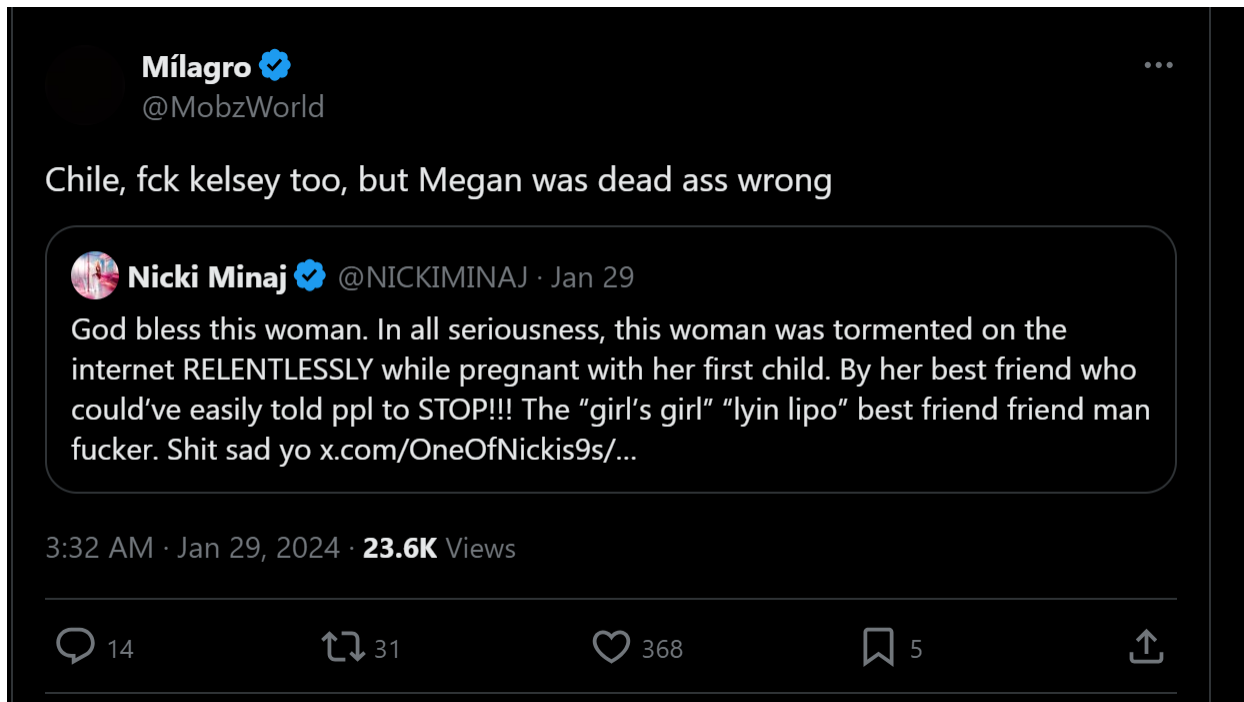 Mílagro
@MobzWorld
Chile, fck kelsey too, but Megan was dead ass wrong
Nicki Minaj @NICKIMINAJ · Jan 29
God bless this woman. In all seriousness, this woman was tormented on the
internet RELENTLESSLY while pregnant with her first child. By her best friend who
could’ve easily told ppl to STOP!!! The “girl’s girl” “lyin lipo” best friend friend man
fucker. Shit sad yo x.com/OneOfNickis9s/...
3:32 AM · Jan 29, 2024 · 23.6K Views
14 31 368 5